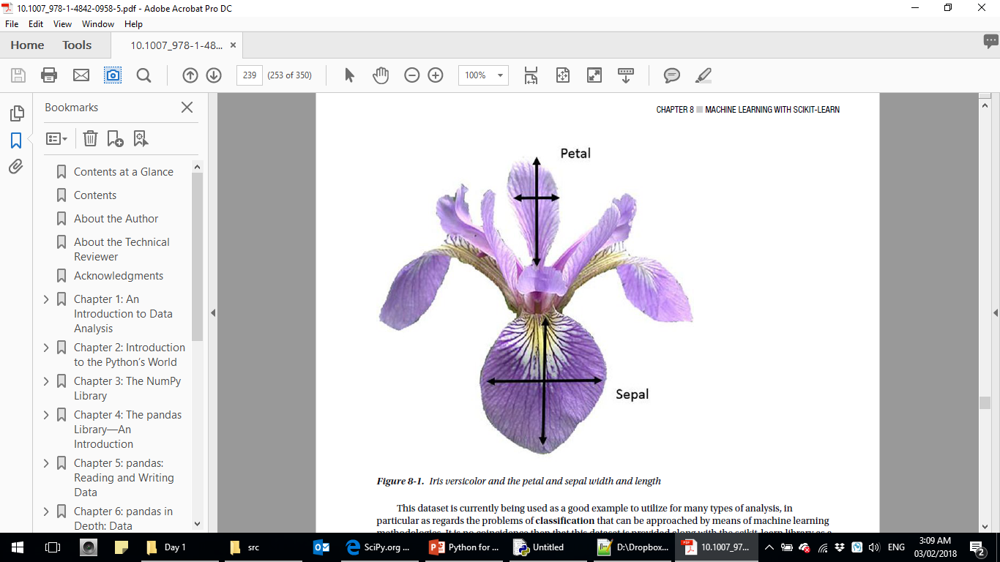 10.1007_978-1-4842-0958-5.pdf - Adobe Acrobat Pro DC
File Edit View Window Help
Home Tools 10.1007_978-1-48... ×
239 (253 of 350) 100%
Bookmarks
Contents at a Glance
Contents
About the Author
About the Technical
Reviewer
Acknowledgments
Chapter 1: An
Introduction to Data
Analysis
Chapter 2: Introduction
to the Python's World
Chapter 3: The NumPy
Library
Chapter 4: The pandas
Library—An
Introduction
Chapter 5: pandas:
Reading and Writing
Data
Chapter 6: pandas in
Depth: Data
CHAPTER 8 ■ MACHINE LEARNING WITH SCIKIT-LEARN
Petal
Sepal
Figure 8-1. Iris versicolor and the petal and sepal width and length
This dataset is currently being used as a good example to utilize for many types of analysis, in
particular as regards the problems of classification that can be approached by means of machine learning
methodologies. It is no coincidence then that this dataset is provided along with the scikit-learn library as a
Day 1 src SciPy.org ... Python for ... Untitled D:\Dropbox... 10.1007_97... ENG 3:09 AM
03/02/2018 2